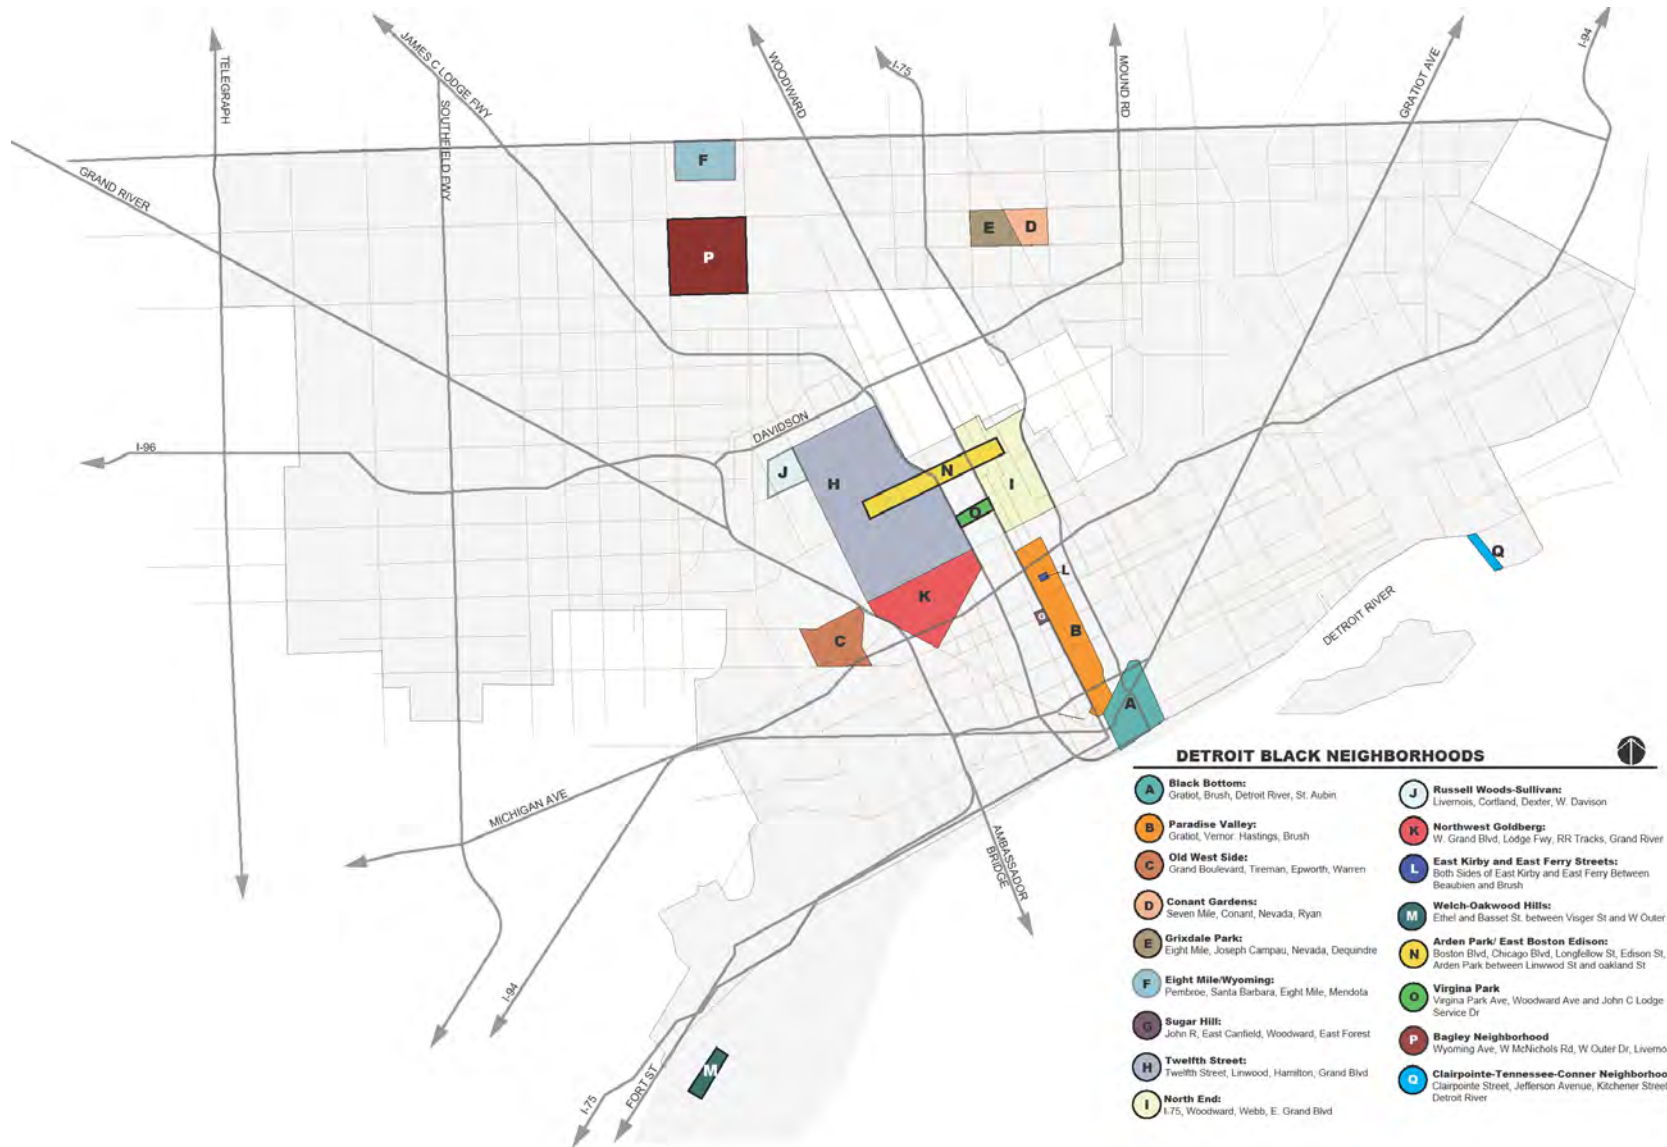 TELEGRAPH
JAMES C LODGE FWY
SOUTHFIELD FWY
WOODWARD
I-75
MOUND RD
GRATIOT AVE
I-94
GRAND RIVER
F
E
D
P
DAVIDSON
I-96
J
H
N
I
O
Q
L
K
G
B
C
DETROIT RIVER
A
MICHIGAN AVE
AMBASSADOR
BRIDGE
I-94
M
I-75
FORT ST
DETROIT BLACK NEIGHBORHOODS
A
Black Bottom:
Gratiot, Brush, Detroit River, St. Aubin
B
Paradise Valley:
Gratiot, Vernor. Hastings, Brush
C
Old West Side:
Grand Boulevard, Tireman, Epworth, Warren
D
Conant Gardens:
Seven Mile, Conant, Nevada, Ryan
E
Grixdale Park:
Eight Mile, Joseph Campau, Nevada, Dequindre
F
Eight Mile/Wyoming:
Pembroe, Santa Barbara, Eight Mile, Mendota
G
Sugar Hill:
John R, East Canfield, Woodward, East Forest
H
Twelfth Street:
Twelfth Street, Linwood, Hamilton, Grand Blvd
I
North End:
I-75, Woodward, Webb, E. Grand Blvd
J
Russell Woods-Sullivan:
Livernois, Cortland, Dexter, W. Davison
K
Northwest Goldberg:
W. Grand Blvd, Lodge Fwy, RR Tracks, Grand River
L
East Kirby and East Ferry Streets:
Both Sides of East Kirby and East Ferry Between
Beaubien and Brush
M
Welch-Oakwood Hills:
Ethel and Basset St. between Visger St and W Outer
N
Arden Park/ East Boston Edison:
Boston Blvd, Chicago Blvd, Longfellow St, Edison St,
Arden Park between Linwwod St and oakland St
O
Virgina Park
Virgina Park Ave, Woodward Ave and John C Lodge
Service Dr
P
Bagley Neighborhood
Wyoming Ave, W McNichols Rd, W Outer Dr, Liverno
Q
Clairpointe-Tennessee-Conner Neighborhoo
Clairpointe Street, Jefferson Avenue, Kitchener Street
Detroit River